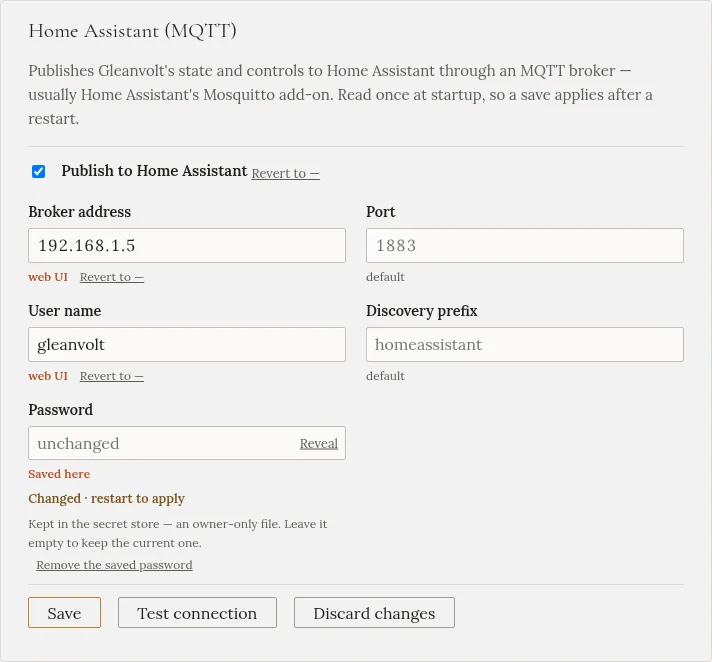 Home Assistant (MQTT)
Publishes Gleanvolt's state and controls to Home Assistant through an MQTT broker —
usually Home Assistant's Mosquitto add-on. Read once at startup, so a save applies after a
restart.
Publish to Home Assistant Revert to —
Broker address
192.168.1.5
web UI Revert to —
Port
1883
default
User name
gleanvolt
web UI Revert to —
Discovery prefix
homeassistant
default
Password
unchanged Reveal
Saved here
Changed · restart to apply
Kept in the secret store — an owner-only file. Leave it
empty to keep the current one.
Remove the saved password
Save Test connection Discard changes